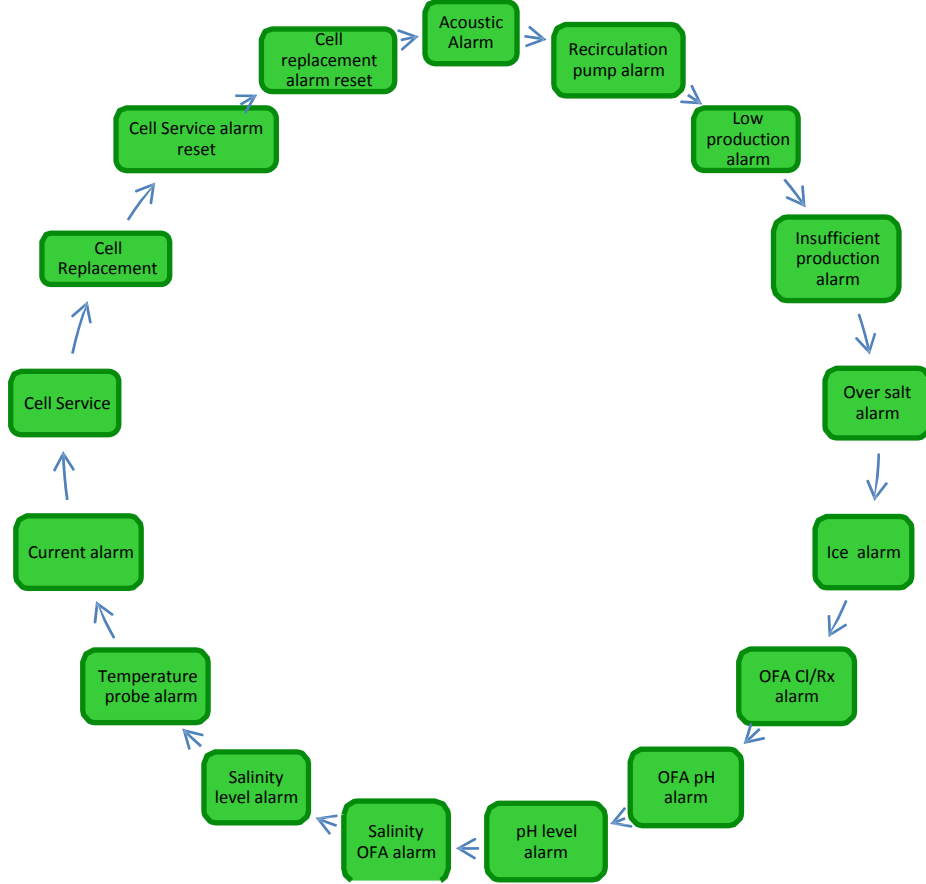 Acoustic
Alarm
Recirculation
pump alarm
Low
production
alarm
Insufficient
production
alarm
Over salt
alarm
Ice alarm
OFA Cl/Rx
alarm
OFA pH
alarm
pH level
alarm
Salinity
OFA alarm
Salinity
level alarm
Temperature
probe alarm
Current alarm
Cell Service
Cell
Replacement
Cell Service alarm
reset
Cell
replacement
alarm reset